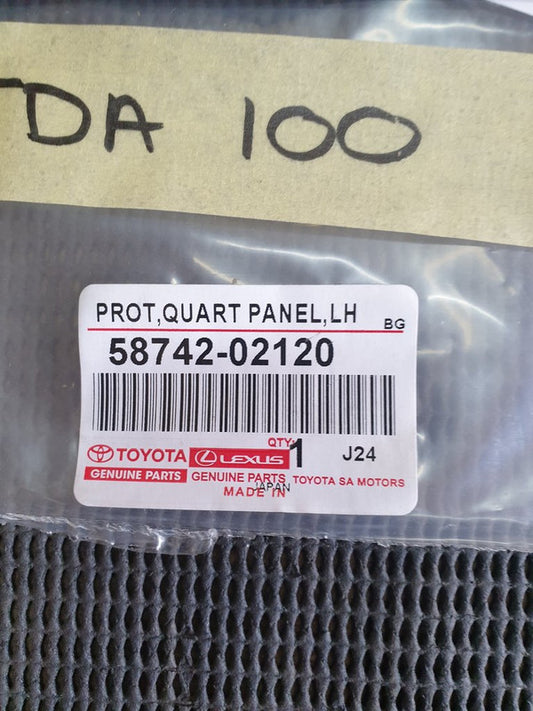 DA 100
PROT,QUART PANEL,LH BG
58742-02120
QTY: 1 J24
TOYOTA LEXUS
GENUINE PARTS GENUINE PARTS TOYOTA SA MOTORS
MADE IN JAPAN